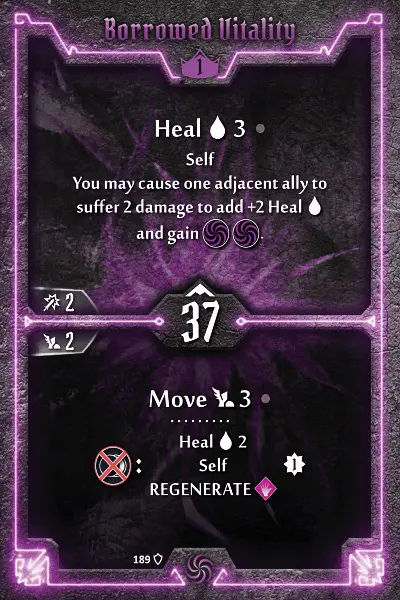 Borrowed Vitality
1
Heal 3
Self
You may cause one adjacent ally to
suffer 2 damage to add +2 Heal
and gain .
2
37
2
Move 3
Heal 2
: Self 1
REGENERATE
189